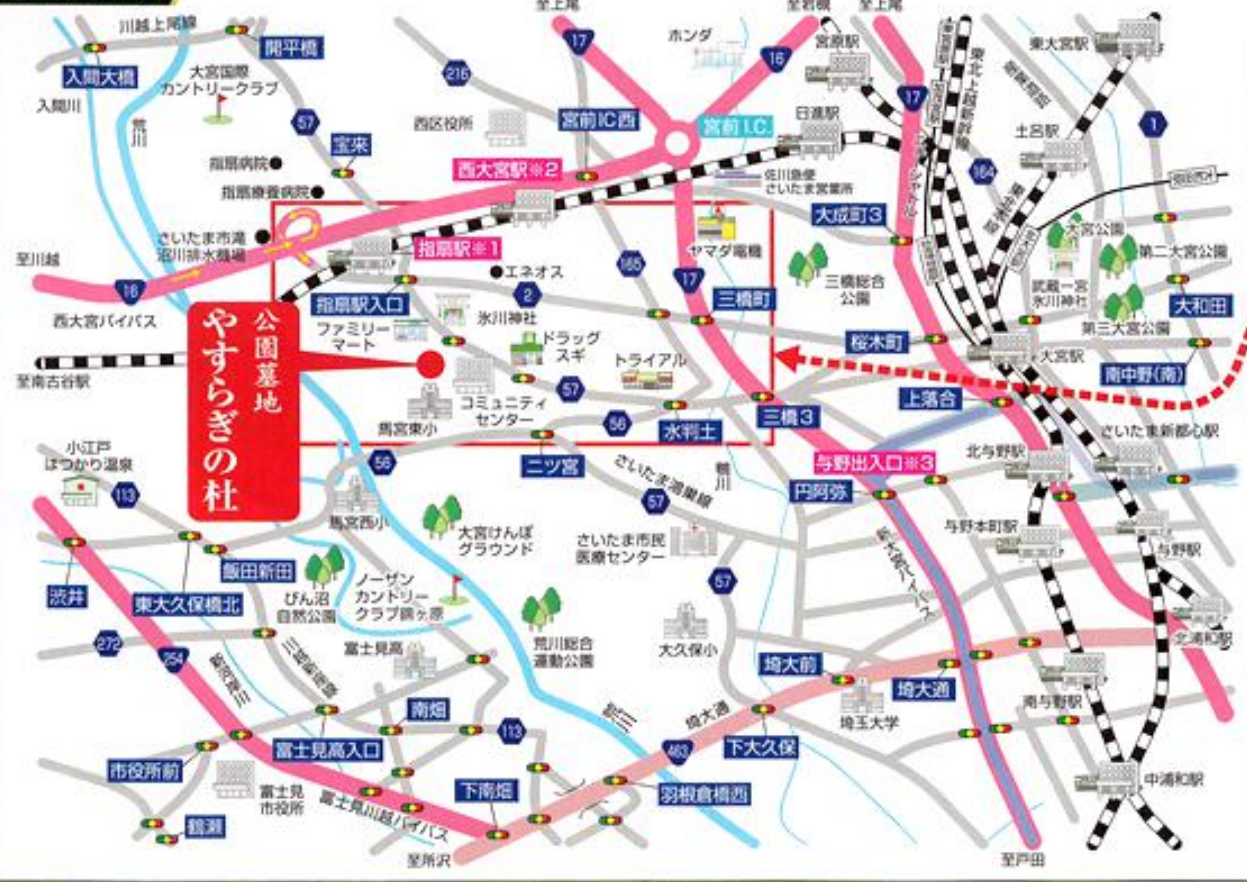 至上尾
至岩槻
至上尾
川越上尾線
開平橋
入間大橋
入間川
荒川
大宮国際
カントリークラブ
57
宝来
指扇病院
指扇療養病院
216
西区役所
17
宮前IC西
ホンダ
16
宮前I.C.
宮原駅
日進駅
17
東北上越新幹線
東大宮駅
土呂駅
1
164
西大宮駅※2
佐川急便
さいたま営業所
大成町3
ヤマダ電機
三橋総合
公園
大宮公園
武蔵一宮
氷川神社
第二大宮公園
第三大宮公園
大和田
南中野(南)
さいたま市滝
沼川排水機場
至川越
16
西大宮バイパス
至南古谷駅
指扇駅※1
指扇駅入口
エネオス
2
165
17
三橋町
桜木町
大宮駅
上落合
ファミリー
マート
氷川神社
ドラッグ
スギ
トライアル
57
コミュニティ
センター
馬宮東小
56
水判土
三橋3
公園墓地
やすらぎの杜
二ツ宮
さいたま鴻巣線
57
鴨川
与野出入口※3
円阿弥
北与野駅
さいたま新都心駅
小江戸
はつかり温泉
113
56
馬宮西小
大宮けんぽ
グラウンド
さいたま市民
医療センター
57
新大宮バイパス
与野本町駅
与野駅
渋井
東大久保橋北
飯田新田
びん沼
自然公園
ノーザン
カントリー
クラブ錦ヶ原
荒川総合
運動公園
大久保小
北浦和駅
272
254
富士見高
埼大前
埼玉大学
埼大通
南与野駅
南畑
113
富士見高入口
市役所前
富士見
市役所
鶴瀬
富士見川越バイパス
下南畑
埼大通
463
下大久保
羽根倉橋西
中浦和駅
至所沢
至戸田